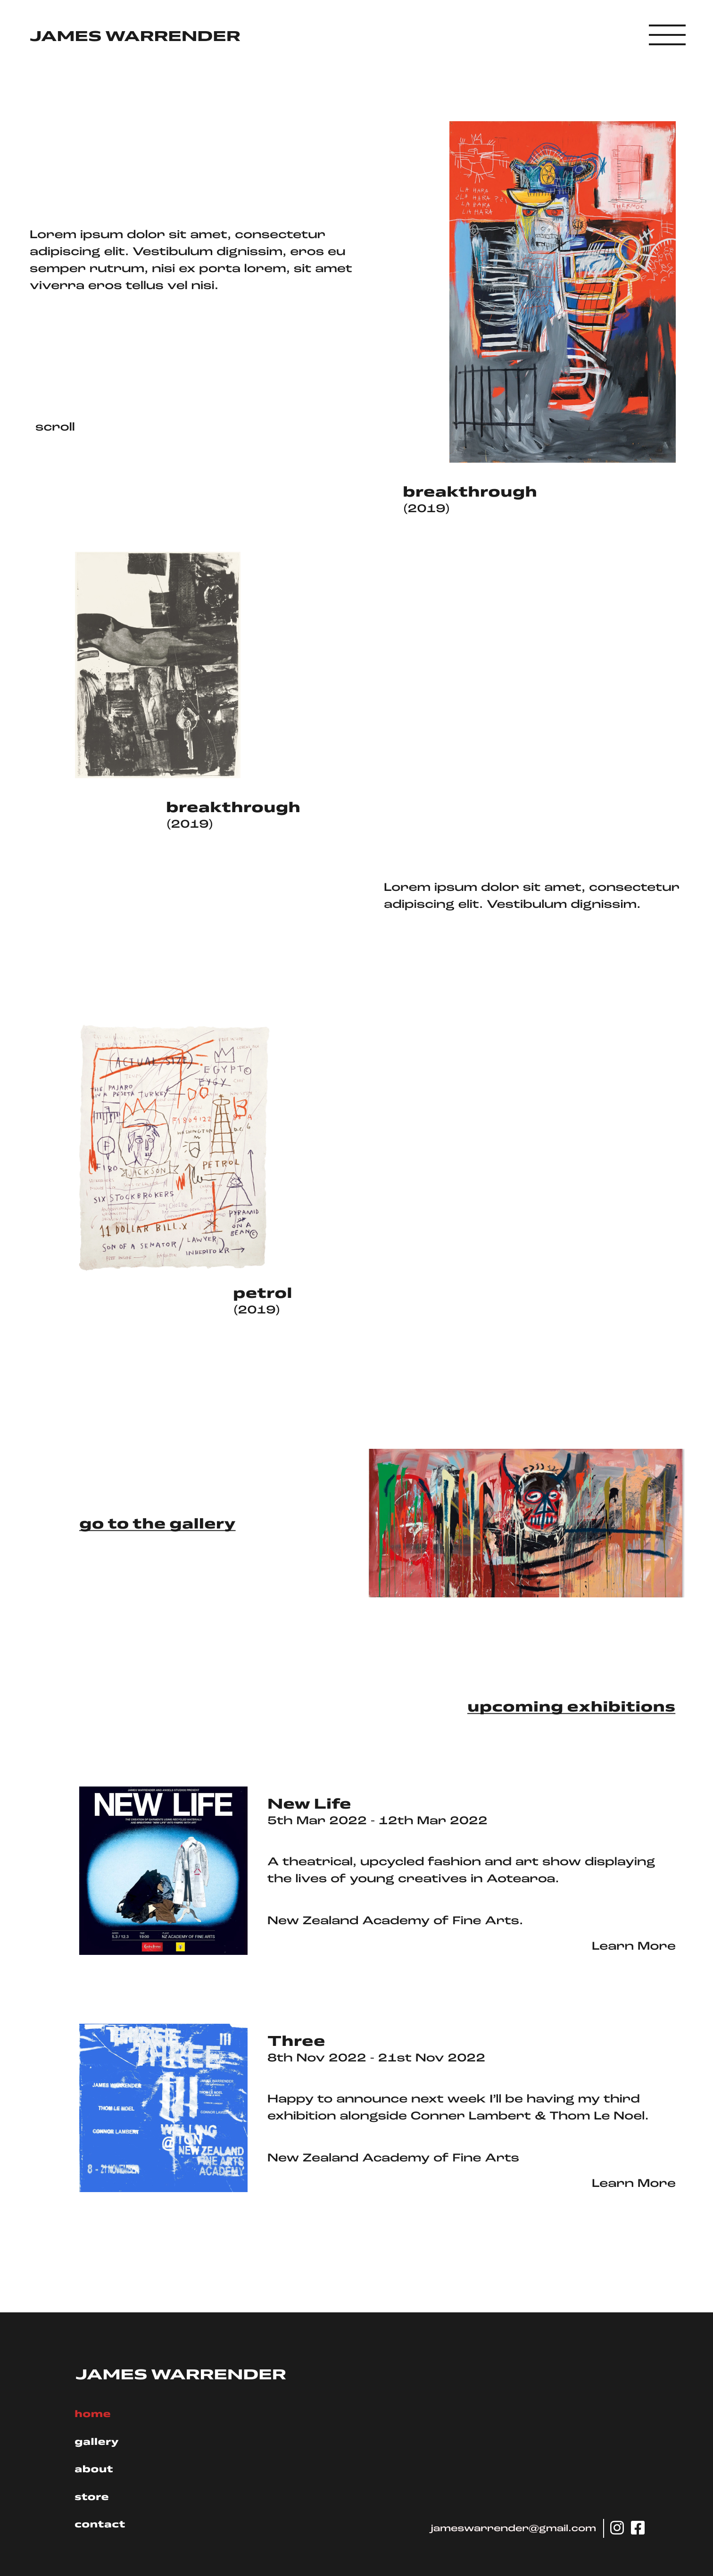 JAMES WARRENDER
Lorem ipsum dolor sit amet, consectetur
adipiscing elit. Vestibulum dignissim, eros eu
semper rutrum, nisi ex porta lorem, sit amet
viverra eros tellus vel nisi.
scroll
breakthrough
(2019)
breakthrough
(2019)
Lorem ipsum dolor sit amet, consectetur
adipiscing elit. Vestibulum dignissim.
(ACTUAL SIZE)
EGYPT
JACKSON
PETROL
SIX STOCKBROKERS
PYRAMID
ON A
11 DOLLAR BILL.X
SON OF A SENATOR / LAWYER
petrol
(2019)
go to the gallery
upcoming exhibitions
NEW LIFE
NZ ACADEMY OF FINE ARTS
New Life
5th Mar 2022 - 12th Mar 2022
A theatrical, upcycled fashion and art show displaying
the lives of young creatives in Aotearoa.
New Zealand Academy of Fine Arts.
Learn More
THREE
THREE
JAMES WARRENDER
THOM LE NOEL
CONNOR LAMBERT
NEW ZEALAND
FINE ARTS
ACADEMY
Three
8th Nov 2022 - 21st Nov 2022
Happy to announce next week I'll be having my third
exhibition alongside Conner Lambert & Thom Le Noel.
New Zealand Academy of Fine Arts
Learn More
JAMES WARRENDER
home
gallery
about
store
contact
jameswarrender@gmail.com